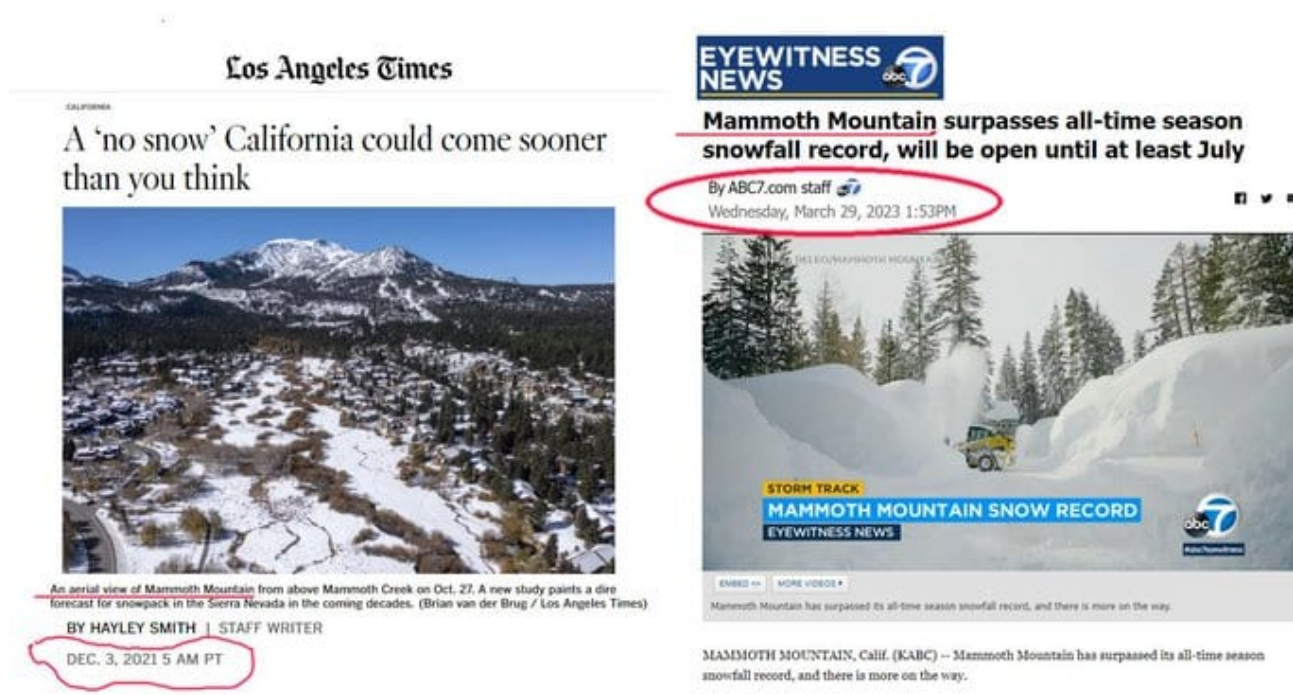 Los Angeles Times
CALIFORNIA
A ‘no snow’ California could come sooner
than you think
An aerial view of Mammoth Mountain from above Mammoth Creek on Oct. 27. A new study paints a dire
forecast for snowpack in the Sierra Nevada in the coming decades. (Brian van der Brug / Los Angeles Times)
BY HAYLEY SMITH | STAFF WRITER
DEC. 3, 2021 5 AM PT
EYEWITNESS
NEWS abc 7
Mammoth Mountain surpasses all-time season
snowfall record, will be open until at least July
By ABC7.com staff
Wednesday, March 29, 2023 1:53PM
DELEO/MAMMOTH MOUNTA
STORM TRACK
MAMMOTH MOUNTAIN SNOW RECORD
EYEWITNESS NEWS
abc 7
#abc7eyewitness
EMBED <>
MORE VIDEOS
Mammoth Mountain has surpassed its all-time season snowfall record, and there is more on the way.
MAMMOTH MOUNTAIN, Calif. (KABC) -- Mammoth Mountain has surpassed its all-time season
snowfall record, and there is more on the way.